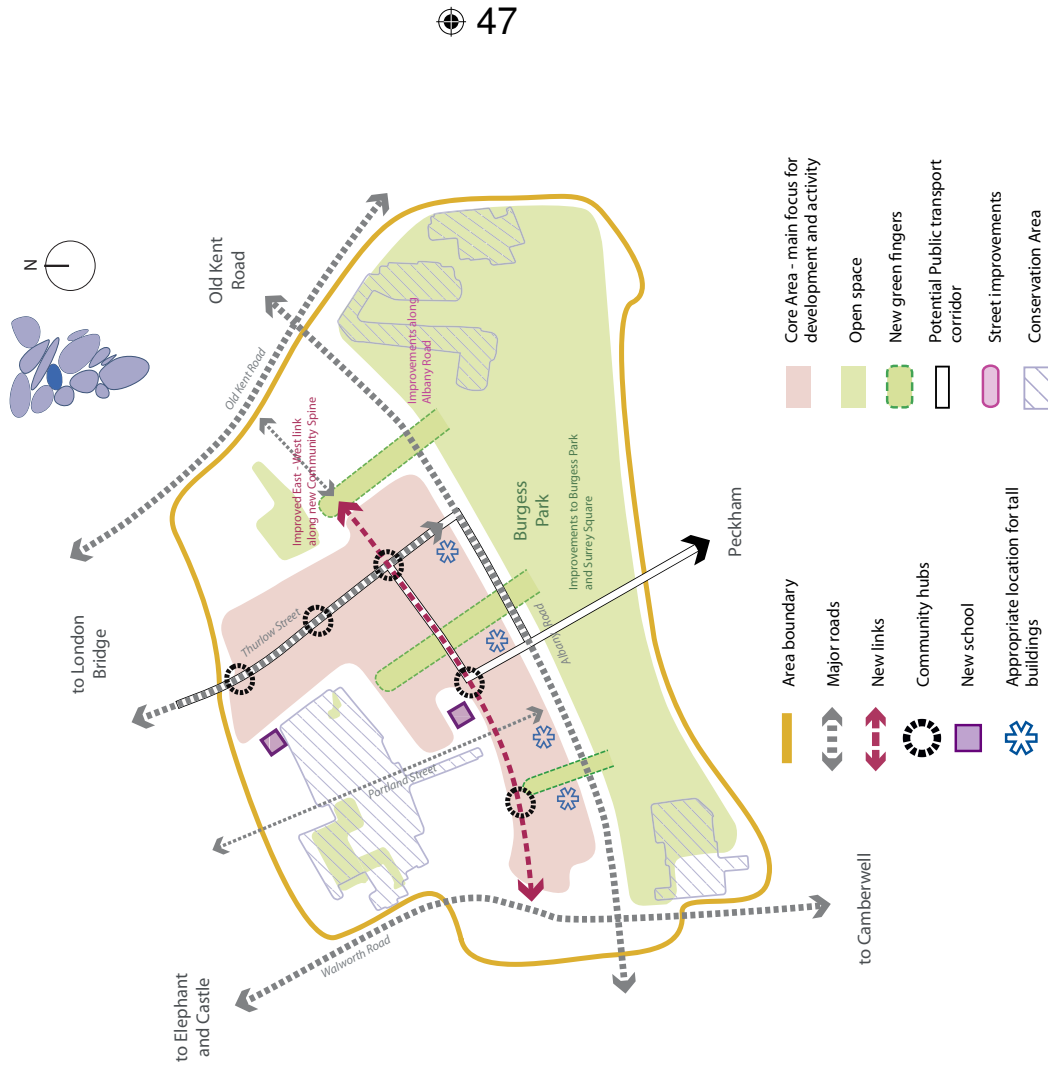 47
N
Old Kent
Road
to London
Bridge
to Elephant
and Castle
Old Kent Road
Improved East - West link
along new Community Spine
Improvements along
Albany Road
Thurlow Street
Portland Street
Walworth Road
Albany Road
Burgess
Park
Improvements to Burgess Park
and Surrey Square
Peckham
to Camberwell
Area boundary
Major roads
New links
Community hubs
New school
Appropriate location for tall
buildings
Core Area - main focus for
development and activity
Open space
New green fingers
Potential Public transport
corridor
Street improvements
Conservation Area